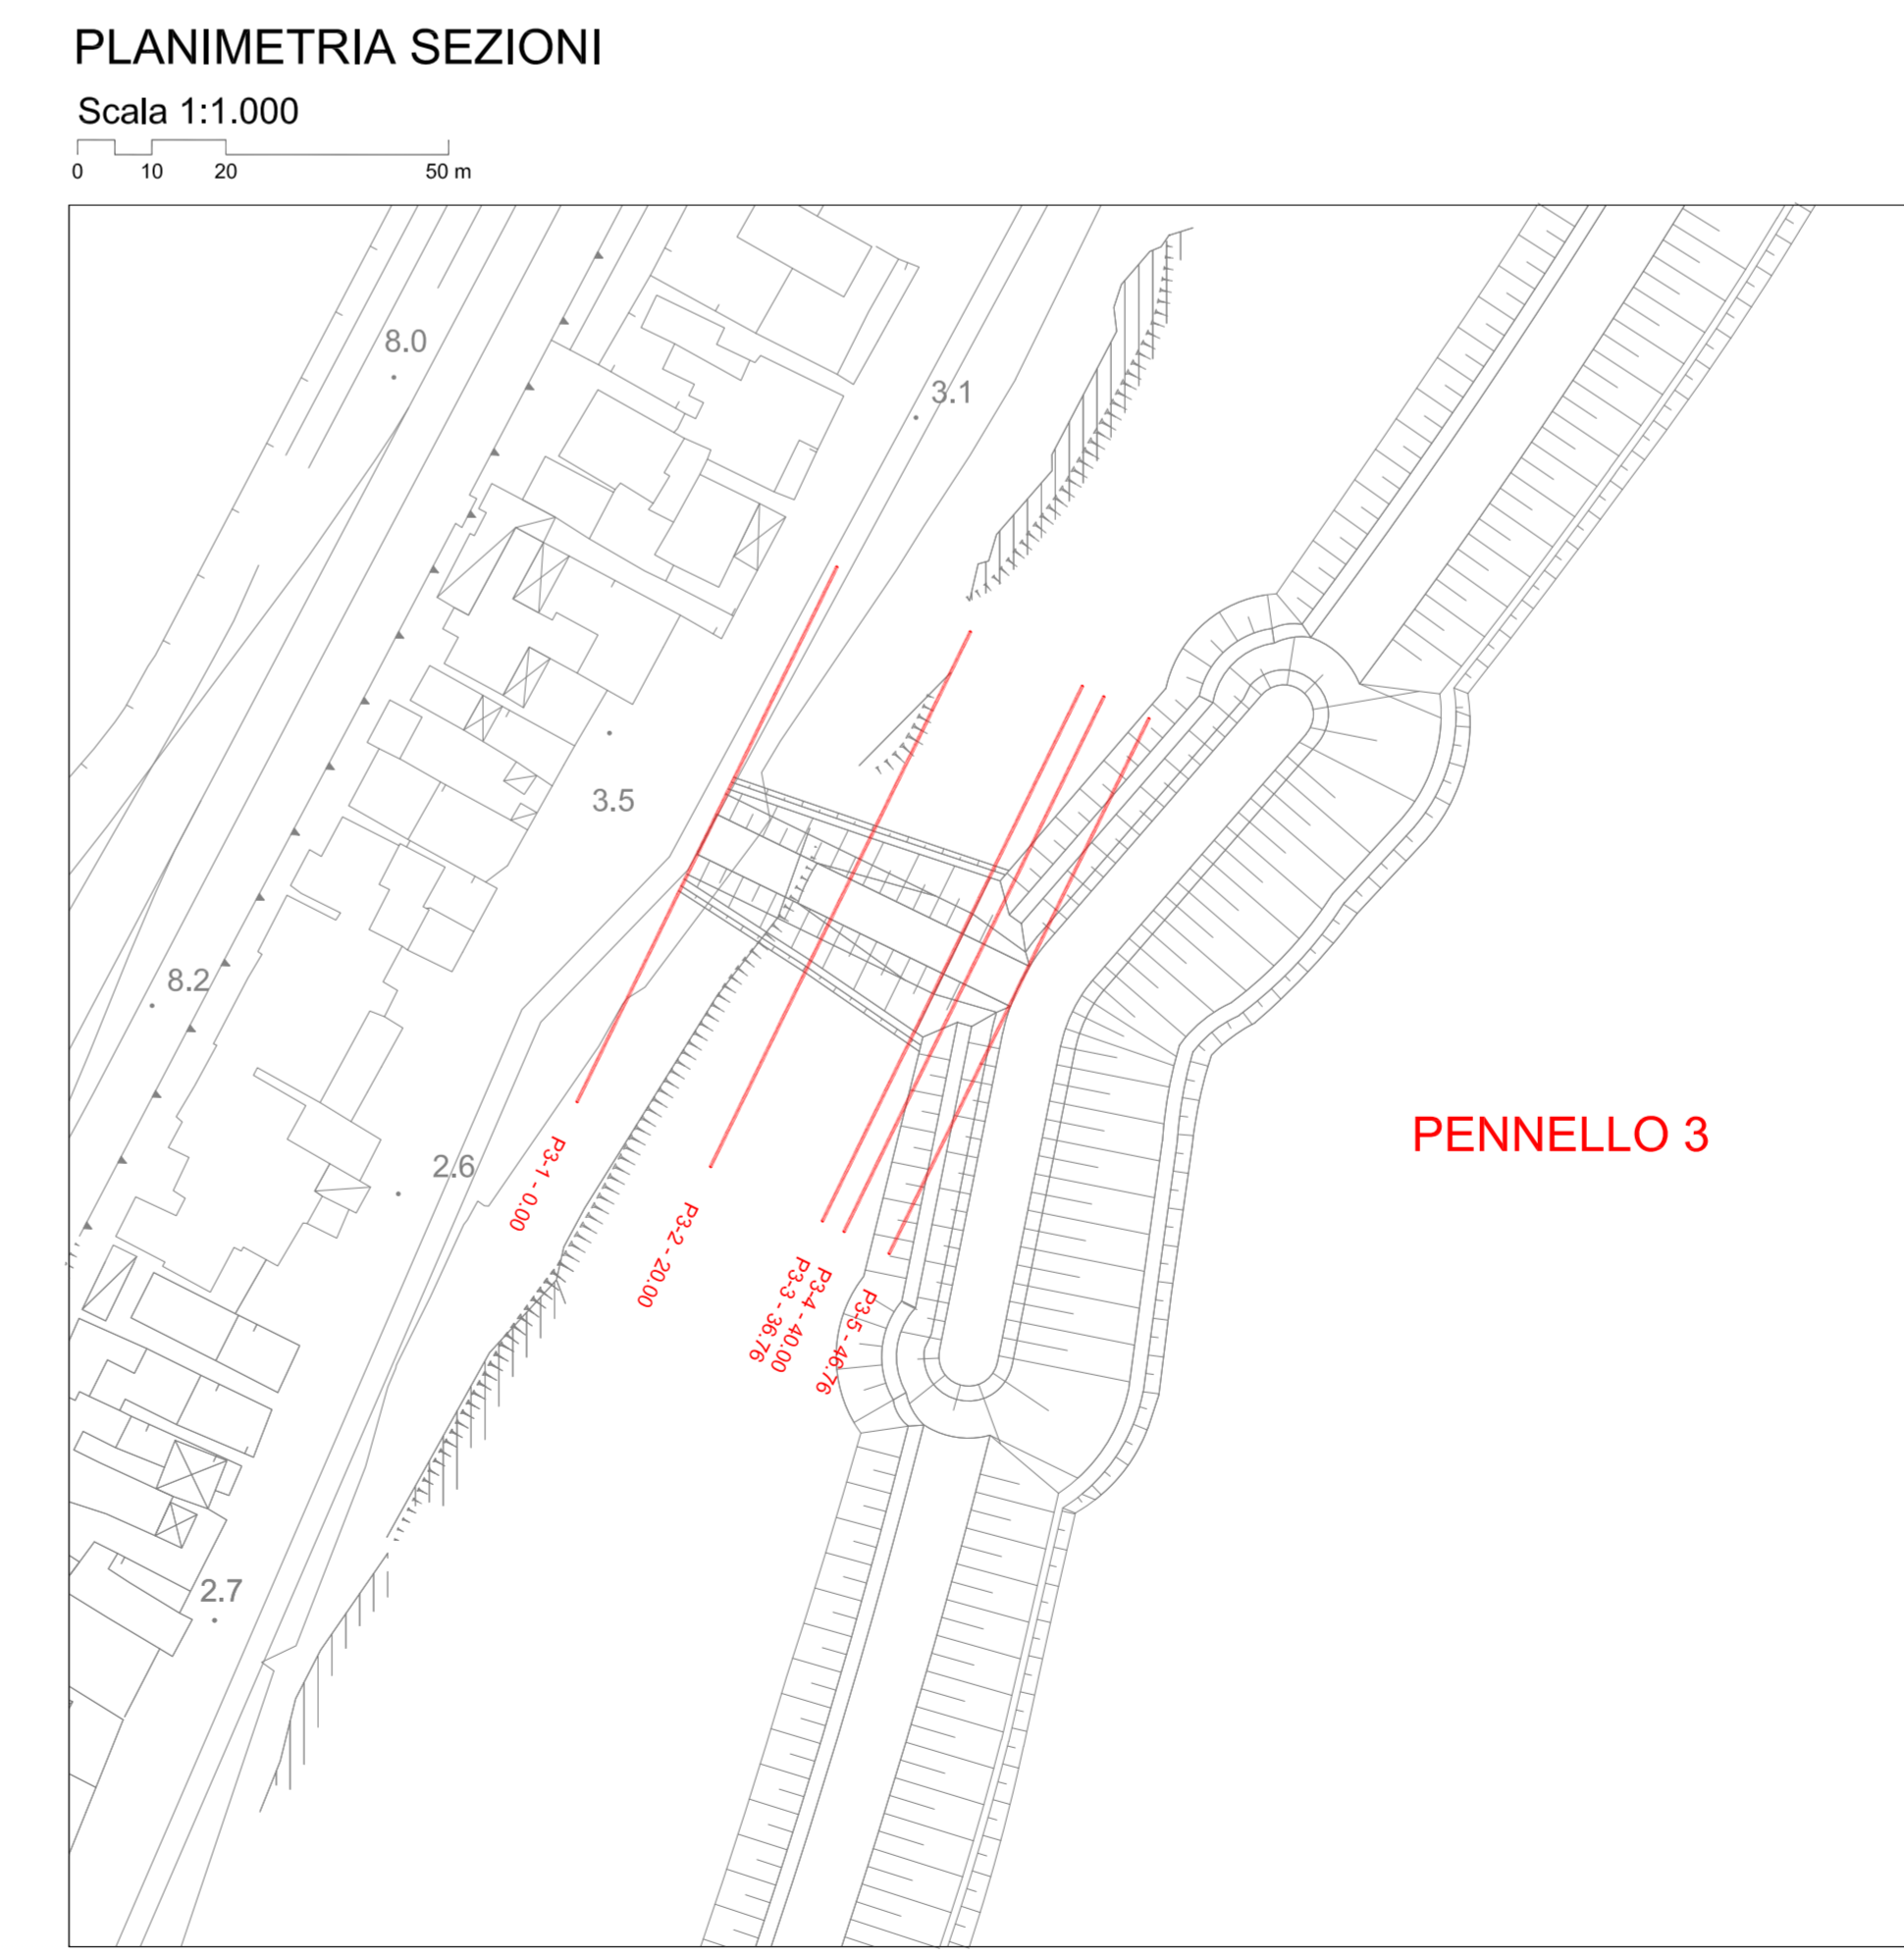 PLANIMETRIA SEZIONI
Scala 1:1.000
0 10 20 50 m
8.0
3.1
3.5
8.2
PENNELLO 3
2.6
P3-1 - 0.00
P3-2 - 20.00
P3-3 - 36.76
P3-4 - 40.00
P3-5 - 46.76
2.7